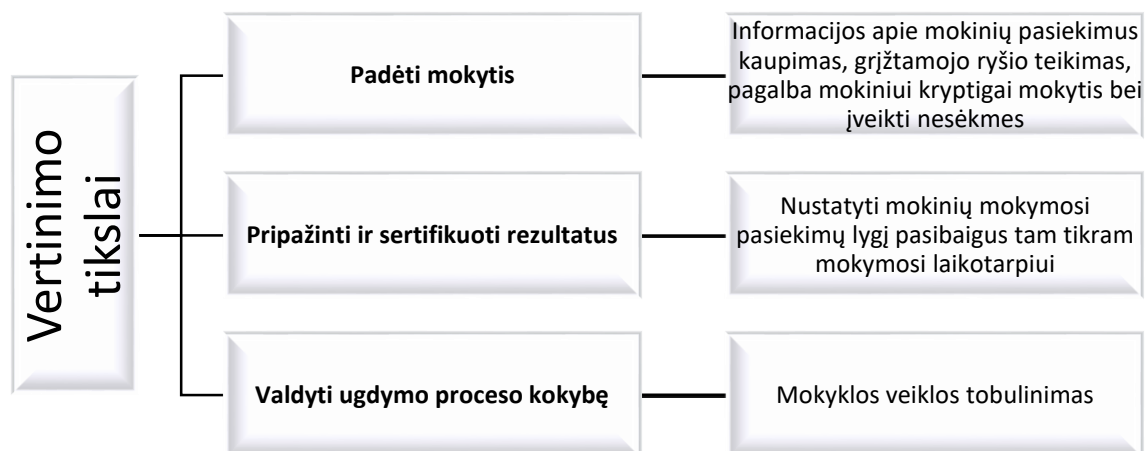 Vertinimo
tikslai
Padėti mokytis
Informacijos apie mokinių pasiekimus
kaupimas, grįžtamojo ryšio teikimas,
pagalba mokiniui kryptigai mokytis bei
įveikti nesėkmes
Pripažinti ir sertifikuoti rezultatus
Nustatyti mokinių mokymosi
pasiekimų lygį pasibaigus tam tikram
mokymosi laikotarpiui
Valdyti ugdymo proceso kokybę
Mokyklos veiklos tobulinimas